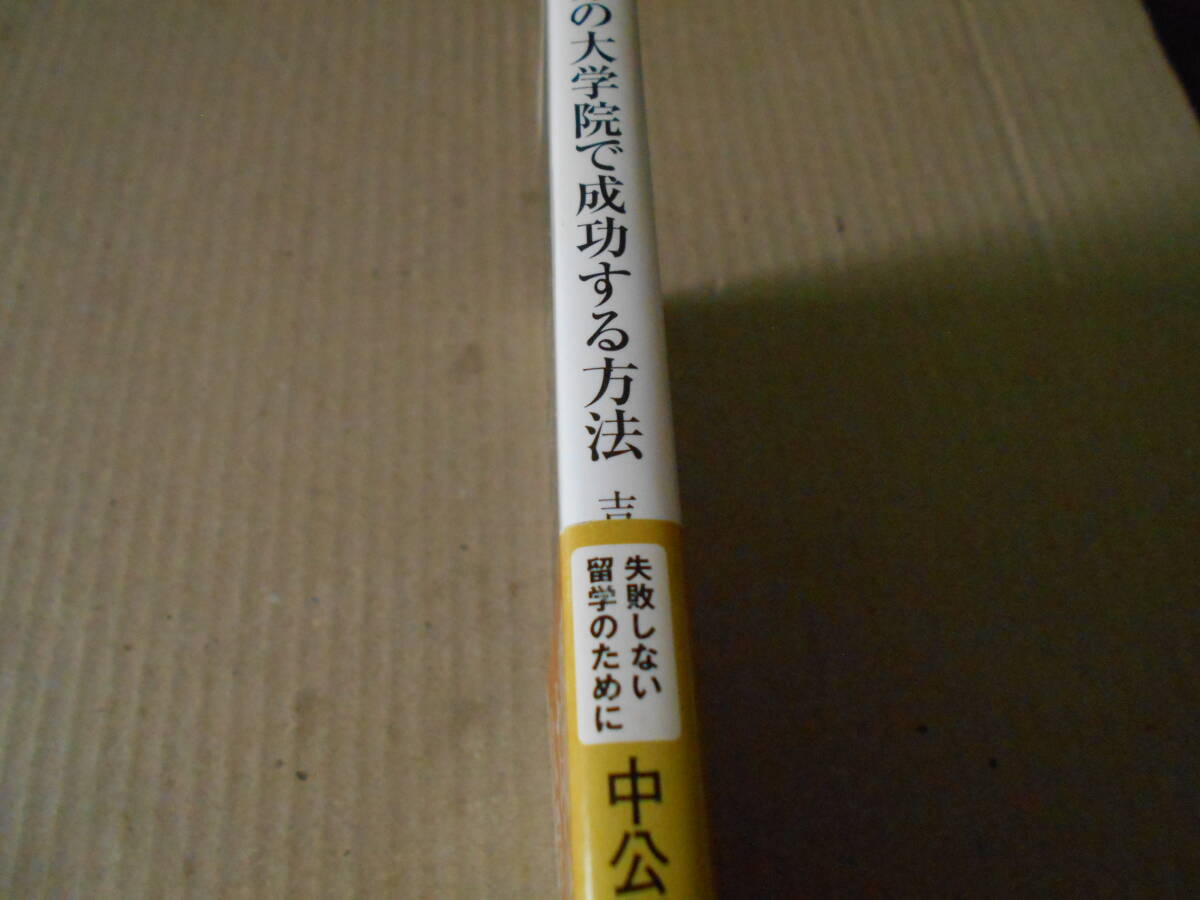 の大学院で成功する方法
吉
失敗しない
留学のために
中公